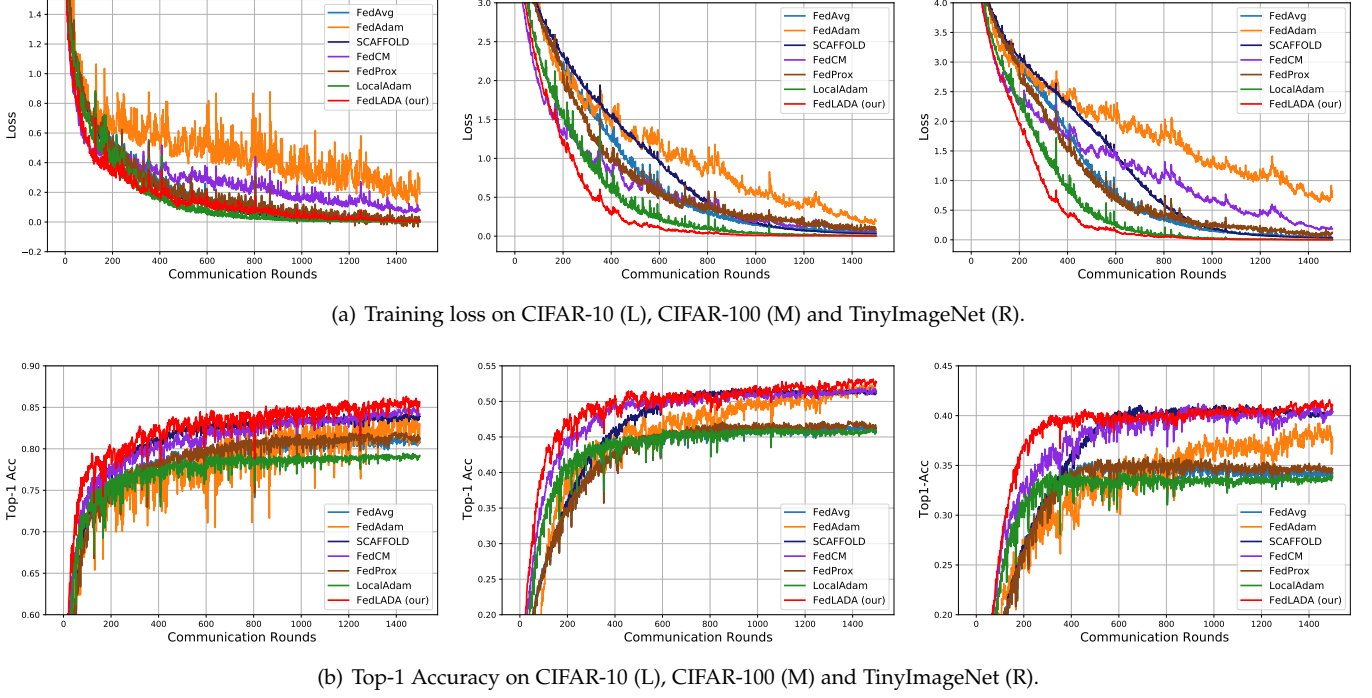 1.4
1.2
1.0
0.8
0.6
0.4
0.2
0.0
−0.2
Loss
0 200 400 600 800 1000 1200 1400
Communication Rounds
FedAvg
FedAdam
SCAFFOLD
FedCM
FedProx
LocalAdam
FedLADA (our)
3.0
2.5
2.0
1.5
1.0
0.5
0.0
Loss
0 200 400 600 800 1000 1200 1400
Communication Rounds
FedAvg
FedAdam
SCAFFOLD
FedCM
FedProx
LocalAdam
FedLADA (our)
4.0
3.5
3.0
2.5
2.0
1.5
1.0
0.5
0.0
Loss
0 200 400 600 800 1000 1200 1400
Communication Rounds
FedAvg
FedAdam
SCAFFOLD
FedCM
FedProx
LocalAdam
FedLADA (our)
(a) Training loss on CIFAR-10 (L), CIFAR-100 (M) and TinyImageNet (R).
0.90
0.85
0.80
0.75
0.70
0.65
0.60
Top-1 Acc
0 200 400 600 800 1000 1200 1400
Communication Rounds
FedAvg
FedAdam
SCAFFOLD
FedCM
FedProx
LocalAdam
FedLADA (our)
0.55
0.50
0.45
0.40
0.35
0.30
0.25
0.20
Top-1 Acc
0 200 400 600 800 1000 1200 1400
Communication Rounds
FedAvg
FedAdam
SCAFFOLD
FedCM
FedProx
LocalAdam
FedLADA (our)
0.45
0.40
0.35
0.30
0.25
0.20
Top1-Acc
0 200 400 600 800 1000 1200 1400
Communication Rounds
FedAvg
FedAdam
SCAFFOLD
FedCM
FedProx
LocalAdam
FedLADA (our)
(b) Top-1 Accuracy on CIFAR-10 (L), CIFAR-100 (M) and TinyImageNet (R).